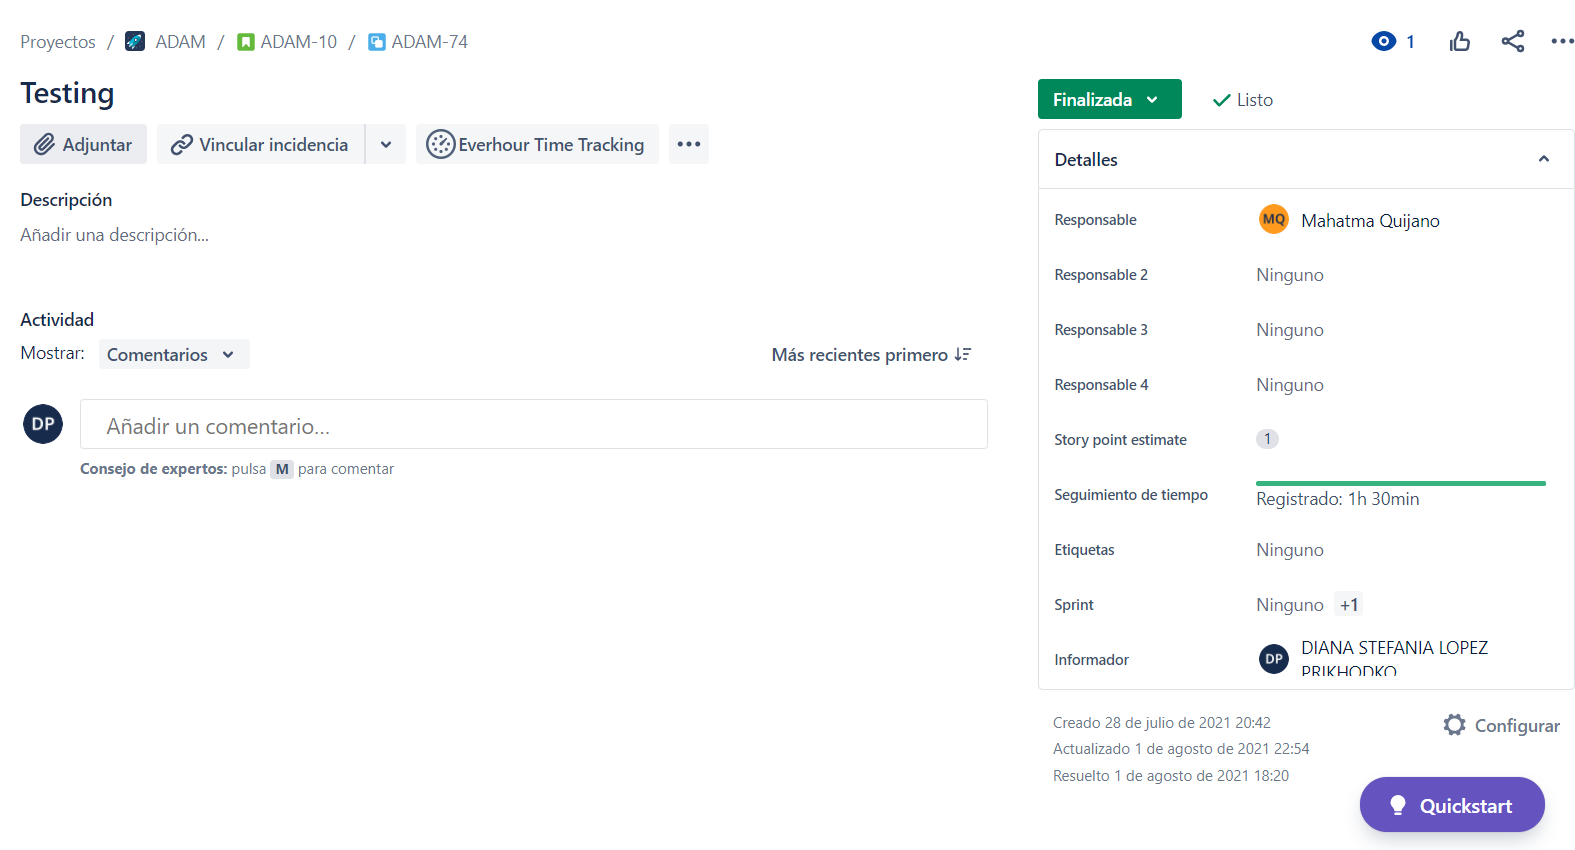 Proyectos / ADAM / ADAM-10 / ADAM-74
1
Testing
Adjuntar
Vincular incidencia
Everhour Time Tracking
Descripción
Añadir una descripción...
Actividad
Mostrar: Comentarios
Más recientes primero
DP
Añadir un comentario...
Consejo de expertos: pulsa M para comentar
Finalizada
Listo
Detalles
Responsable MQ Mahatma Quijano
Responsable 2 Ninguno
Responsable 3 Ninguno
Responsable 4 Ninguno
Story point estimate 1
Seguimiento de tiempo Registrado: 1h 30min
Etiquetas Ninguno
Sprint Ninguno +1
Informador DP DIANA STEFANIA LOPEZ
PRIKHODKO
Creado 28 de julio de 2021 20:42
Configurar
Actualizado 1 de agosto de 2021 22:54
Resuelto 1 de agosto de 2021 18:20
Quickstart